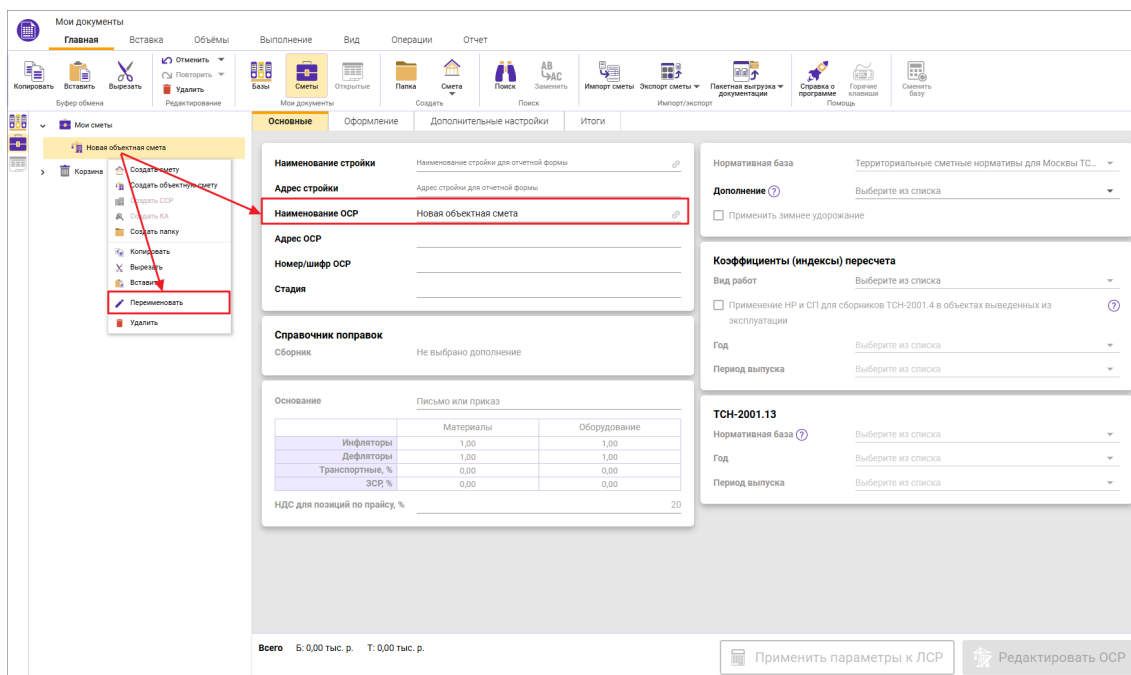 Мои документы
Главная Вставка Объёмы Выполнение Вид Операции Отчет
Копировать Вставить Вырезать
Отменить
Повторить
Удалить
Базы Сметы Открытые
Папка Смета
Поиск
AB
AC
Заменить
Импорт сметы Экспорт сметы Пакетная выгрузка документации
Справка о программе Горячие клавиши
Сменить базу
Буфер обмена Редактирование Мои документы Создать Поиск Импорт/экспорт Помощь
Мои сметы
Новая объектная смета
Корзина
Создать смету
Создать объектную смету
Создать ССР
Создать КА
Создать папку
Копировать
Вырезать
Вставить
Переименовать
Удалить
Основные Оформление Дополнительные настройки Итоги
Наименование стройки Наименование стройки для отчетной формы
Адрес стройки Адрес стройки для отчетной формы
Наименование ОСР Новая объектная смета
Адрес ОСР
Номер/шифр ОСР
Стадия
Справочник поправок
Сборник Не выбрано дополнение
Основание Письмо или приказ
Материалы Оборудование
Инфляторы 1,00 1,00
Дефляторы 1,00 1,00
Транспортные, % 0,00 0,00
ЗСР, % 0,00 0,00
НДС для позиций по прайсу, % 20
Нормативная база Территориальные сметные нормативы для Москвы ТС...
Дополнение ? Выберите из списка
Применить зимнее удорожание
Коэффициенты (индексы) пересчета
Вид работ Выберите из списка
Применение НР и СП для сборников ТСН-2001.4 в объектах выведенных из ?
эксплуатации
Год Выберите из списка
Период выпуска Выберите из списка
ТСН-2001.13
Нормативная база ? Выберите из списка
Год Выберите из списка
Период выпуска Выберите из списка
Всего Б: 0,00 тыс. р. Т: 0,00 тыс. р.
Применить параметры к ЛСР Редактировать ОСР